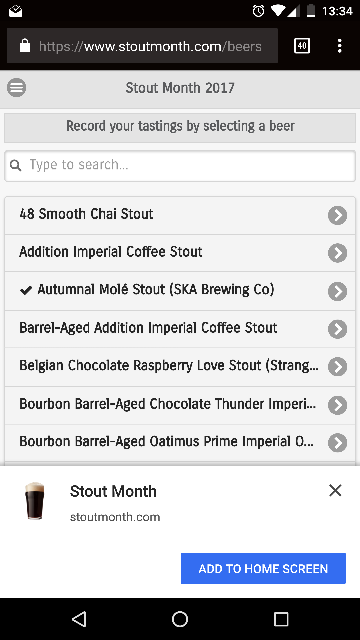 13:34
https://www.stoutmonth.com/beers
40
Stout Month 2017
Record your tastings by selecting a beer
Type to search...
48 Smooth Chai Stout
Addition Imperial Coffee Stout
Autumnal Molé Stout (SKA Brewing Co)
Barrel-Aged Addition Imperial Coffee Stout
Belgian Chocolate Raspberry Love Stout (Strang...
Bourbon Barrel-Aged Chocolate Thunder Imperi...
Bourbon Barrel-Aged Oatimus Prime Imperial O...
Stout Month
stoutmonth.com
ADD TO HOME SCREEN